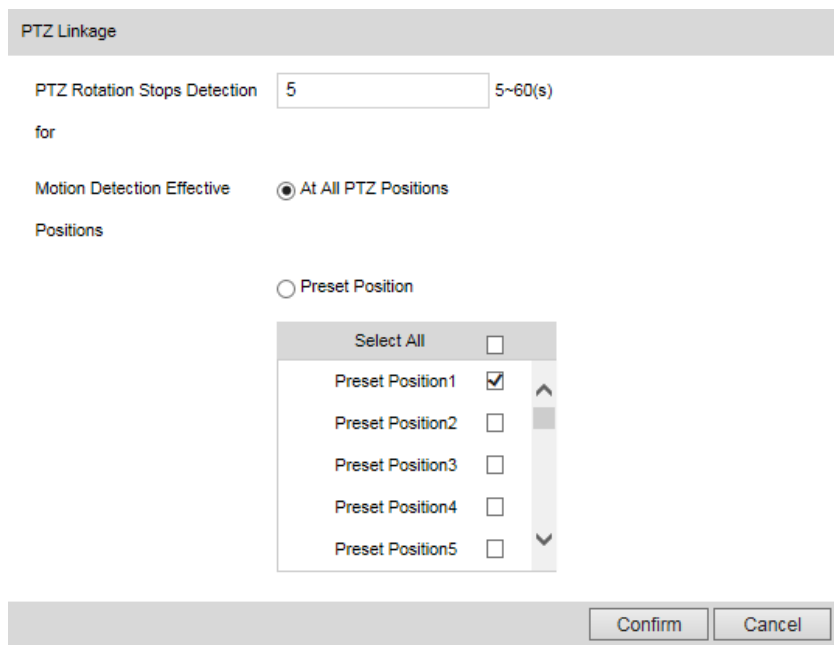 PTZ Linkage
PTZ Rotation Stops Detection 5 5~60(s)
for
Motion Detection Effective At All PTZ Positions
Positions
Preset Position
Select All
Preset Position1
Preset Position2
Preset Position3
Preset Position4
Preset Position5
Confirm Cancel